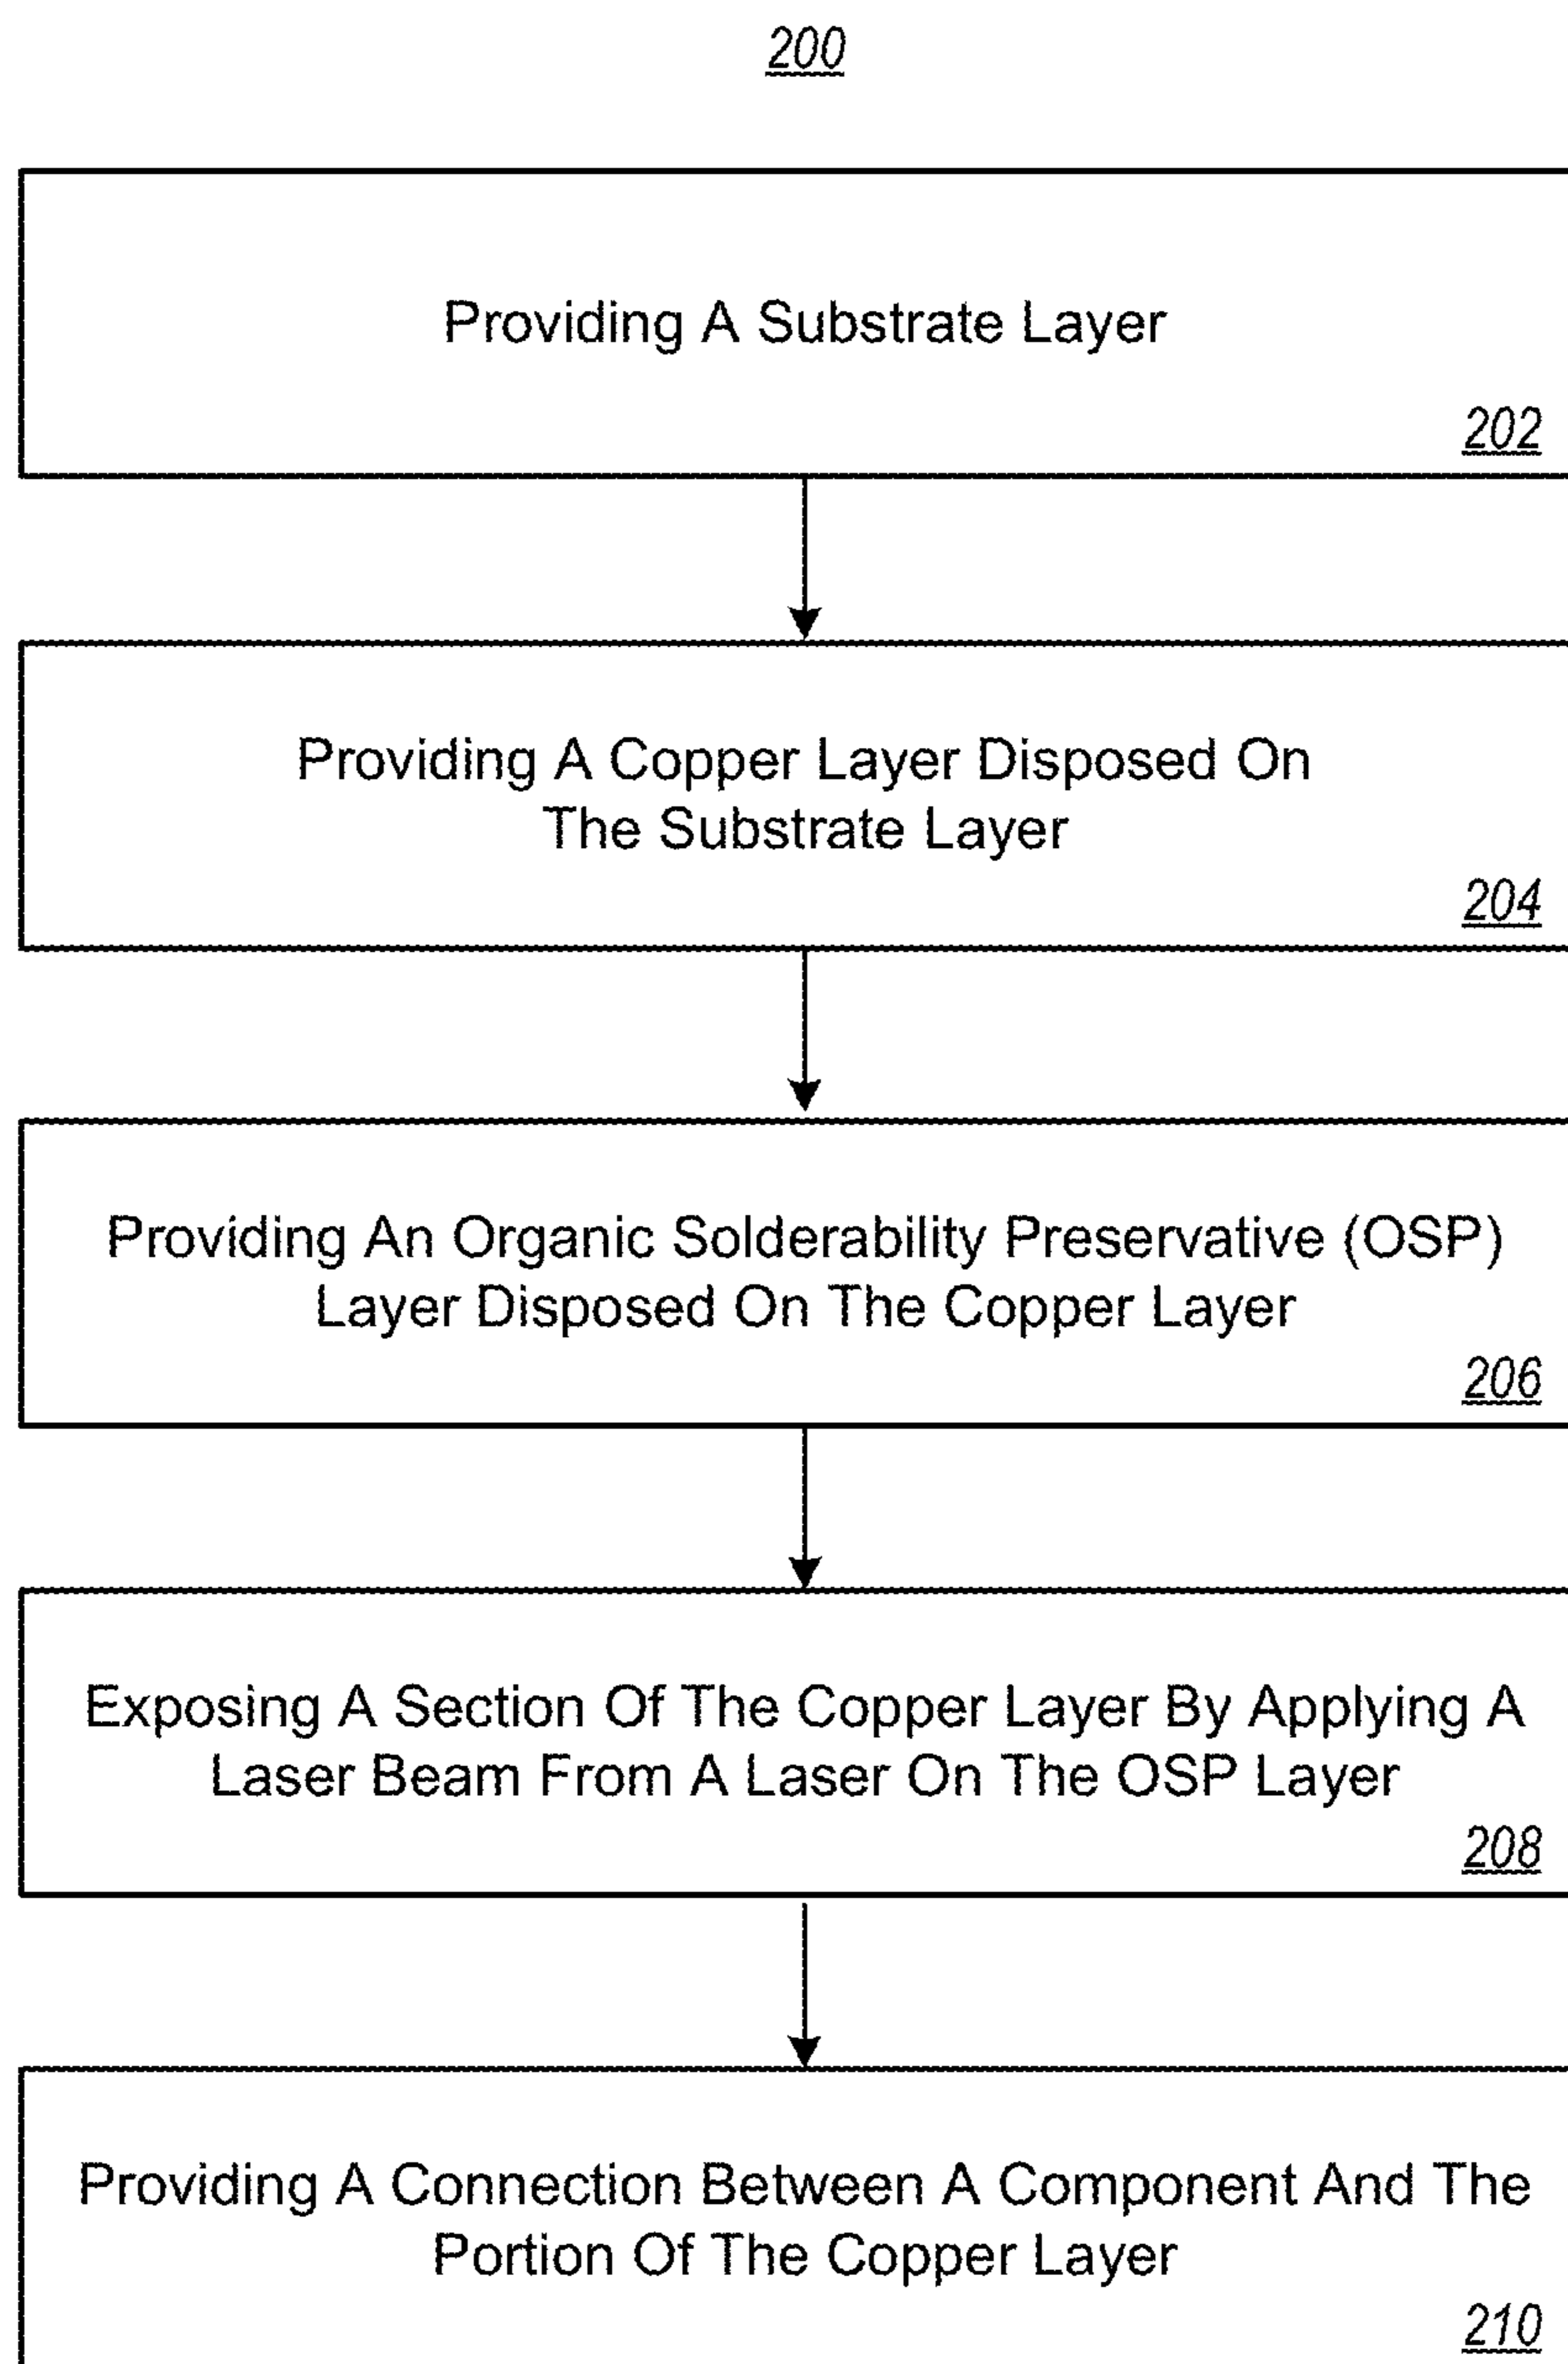 200
Providing A Substrate Layer
202
Providing A Copper Layer Disposed On
The Substrate Layer
204
Providing An Organic Solderability Preservative (OSP)
Layer Disposed On The Copper Layer
206
Exposing A Section Of The Copper Layer By Applying A
Laser Beam From A Laser On The OSP Layer
208
Providing A Connection Between A Component And The
Portion Of The Copper Layer
210